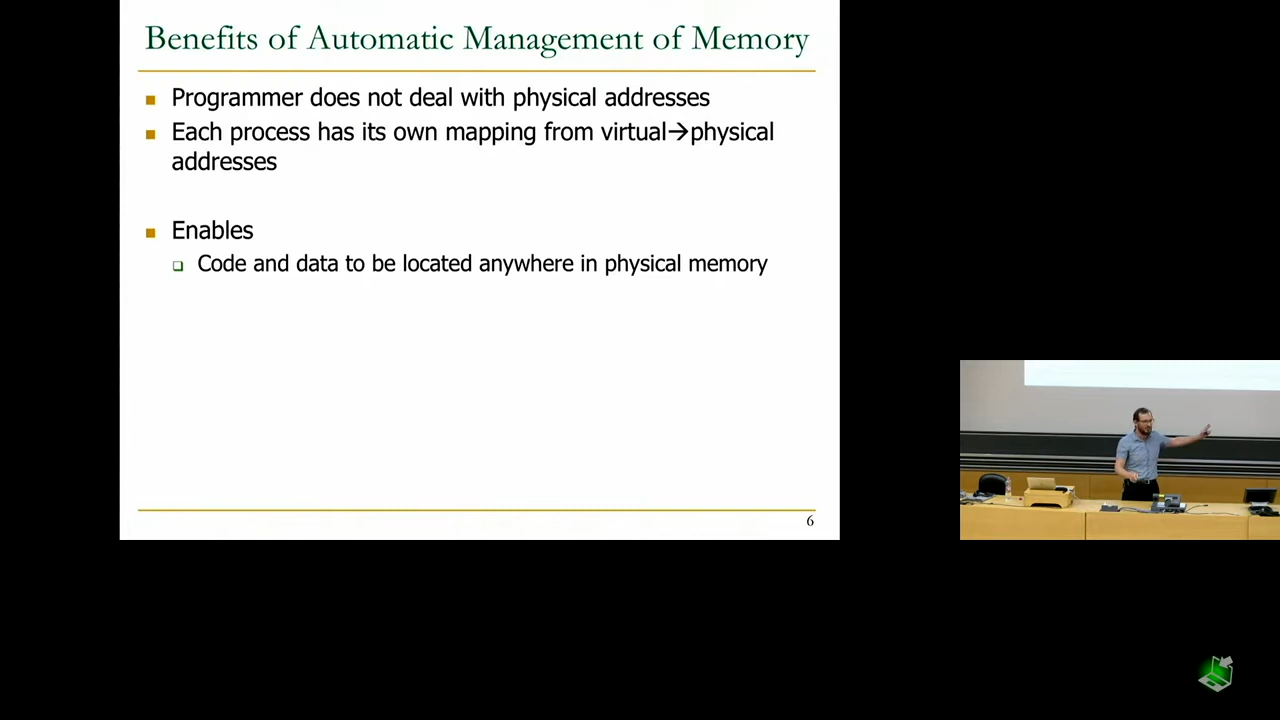 Benefits of Automatic Management of Memory
Programmer does not deal with physical addresses
Each process has its own mapping from virtual→physical
addresses
Enables
Code and data to be located anywhere in physical memory
6